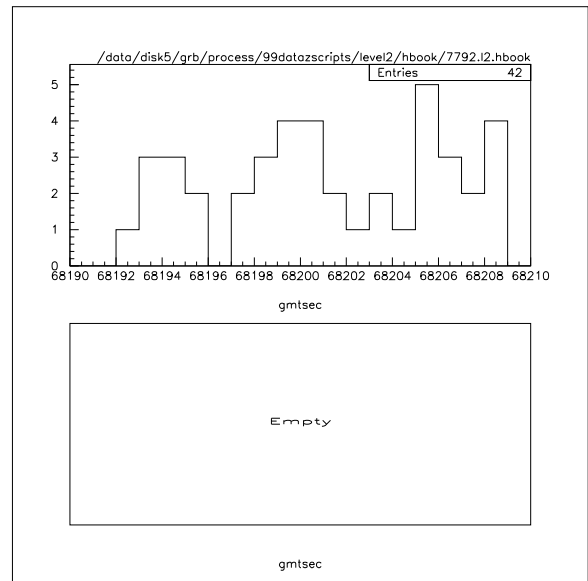 /data/disk5/grb/process/99datazscripts/level2/hbook/7792.l2.hbook
Entries 42
5
4
3
2
1
0
68190 68192 68194 68196 68198 68200 68202 68204 68206 68208 68210
gmtsec
Empty
gmtsec